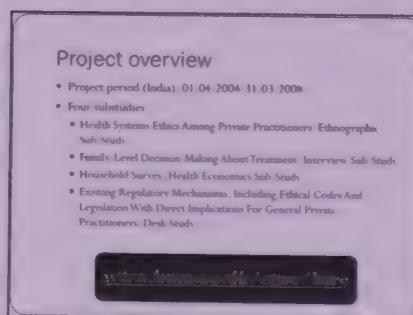 Project overview
• Project period (India) 01.04 2004 31.03 2008
• Four substudies
• Health Systems Ethics Among Private Practitioners Ethnographic
Sub Study
• Family-Level Decision Making About Treatment Interview Sub Study
• Household Survey, Health Economics Sub Study
• Existing Regulatory Mechanisms, Including Ethical Codes And
Legislation With Direct Implications For General Private
Practitioners Desk Study